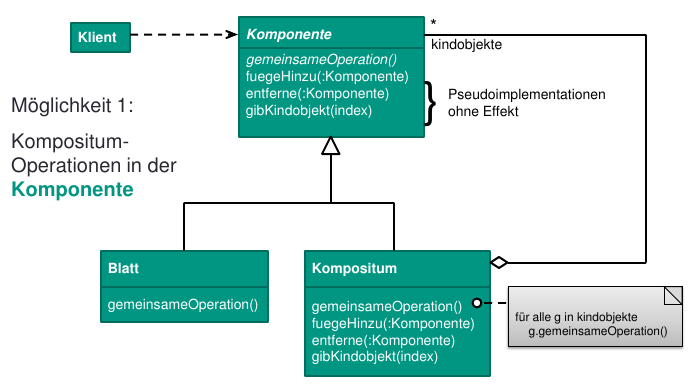 Klient
Komponente
gemeinsameOperation()
fuegeHinzu(:Komponente)
entferne(:Komponente)
gibKindobjekt(index)
*
kindobjekte
Pseudoimplementationen
ohne Effekt
Möglichkeit 1:
Kompositum-
Operationen in der
Komponente
Blatt
gemeinsameOperation()
Kompositum
gemeinsameOperation()
fuegeHinzu(:Komponente)
entferne(:Komponente)
gibKindobjekt(index)
für alle g in kindobjekte
g.gemeinsameOperation()